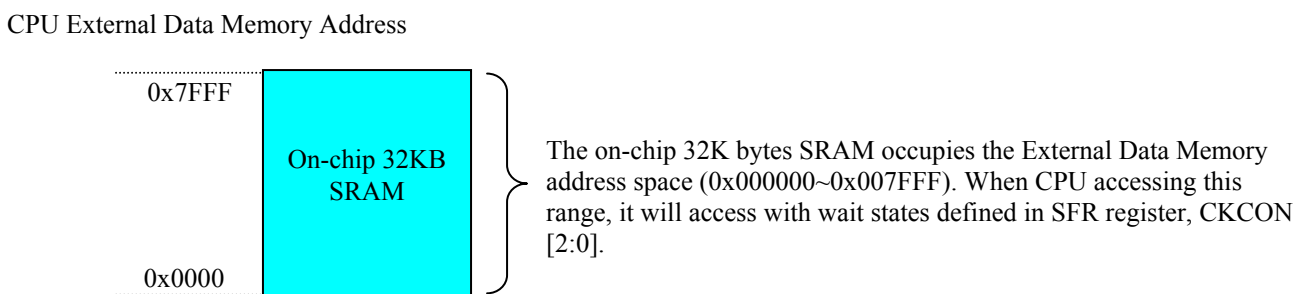 CPU External Data Memory Address
0x7FFF
On-chip 32KB
SRAM
The on-chip 32K bytes SRAM occupies the External Data Memory
address space (0x000000~0x007FFF). When CPU accessing this
range, it will access with wait states defined in SFR register, CKCON
[2:0].
0x0000